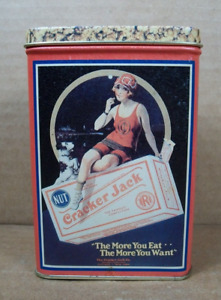 NUT
Cracker Jack
"The More You Eat··
The More You Want"